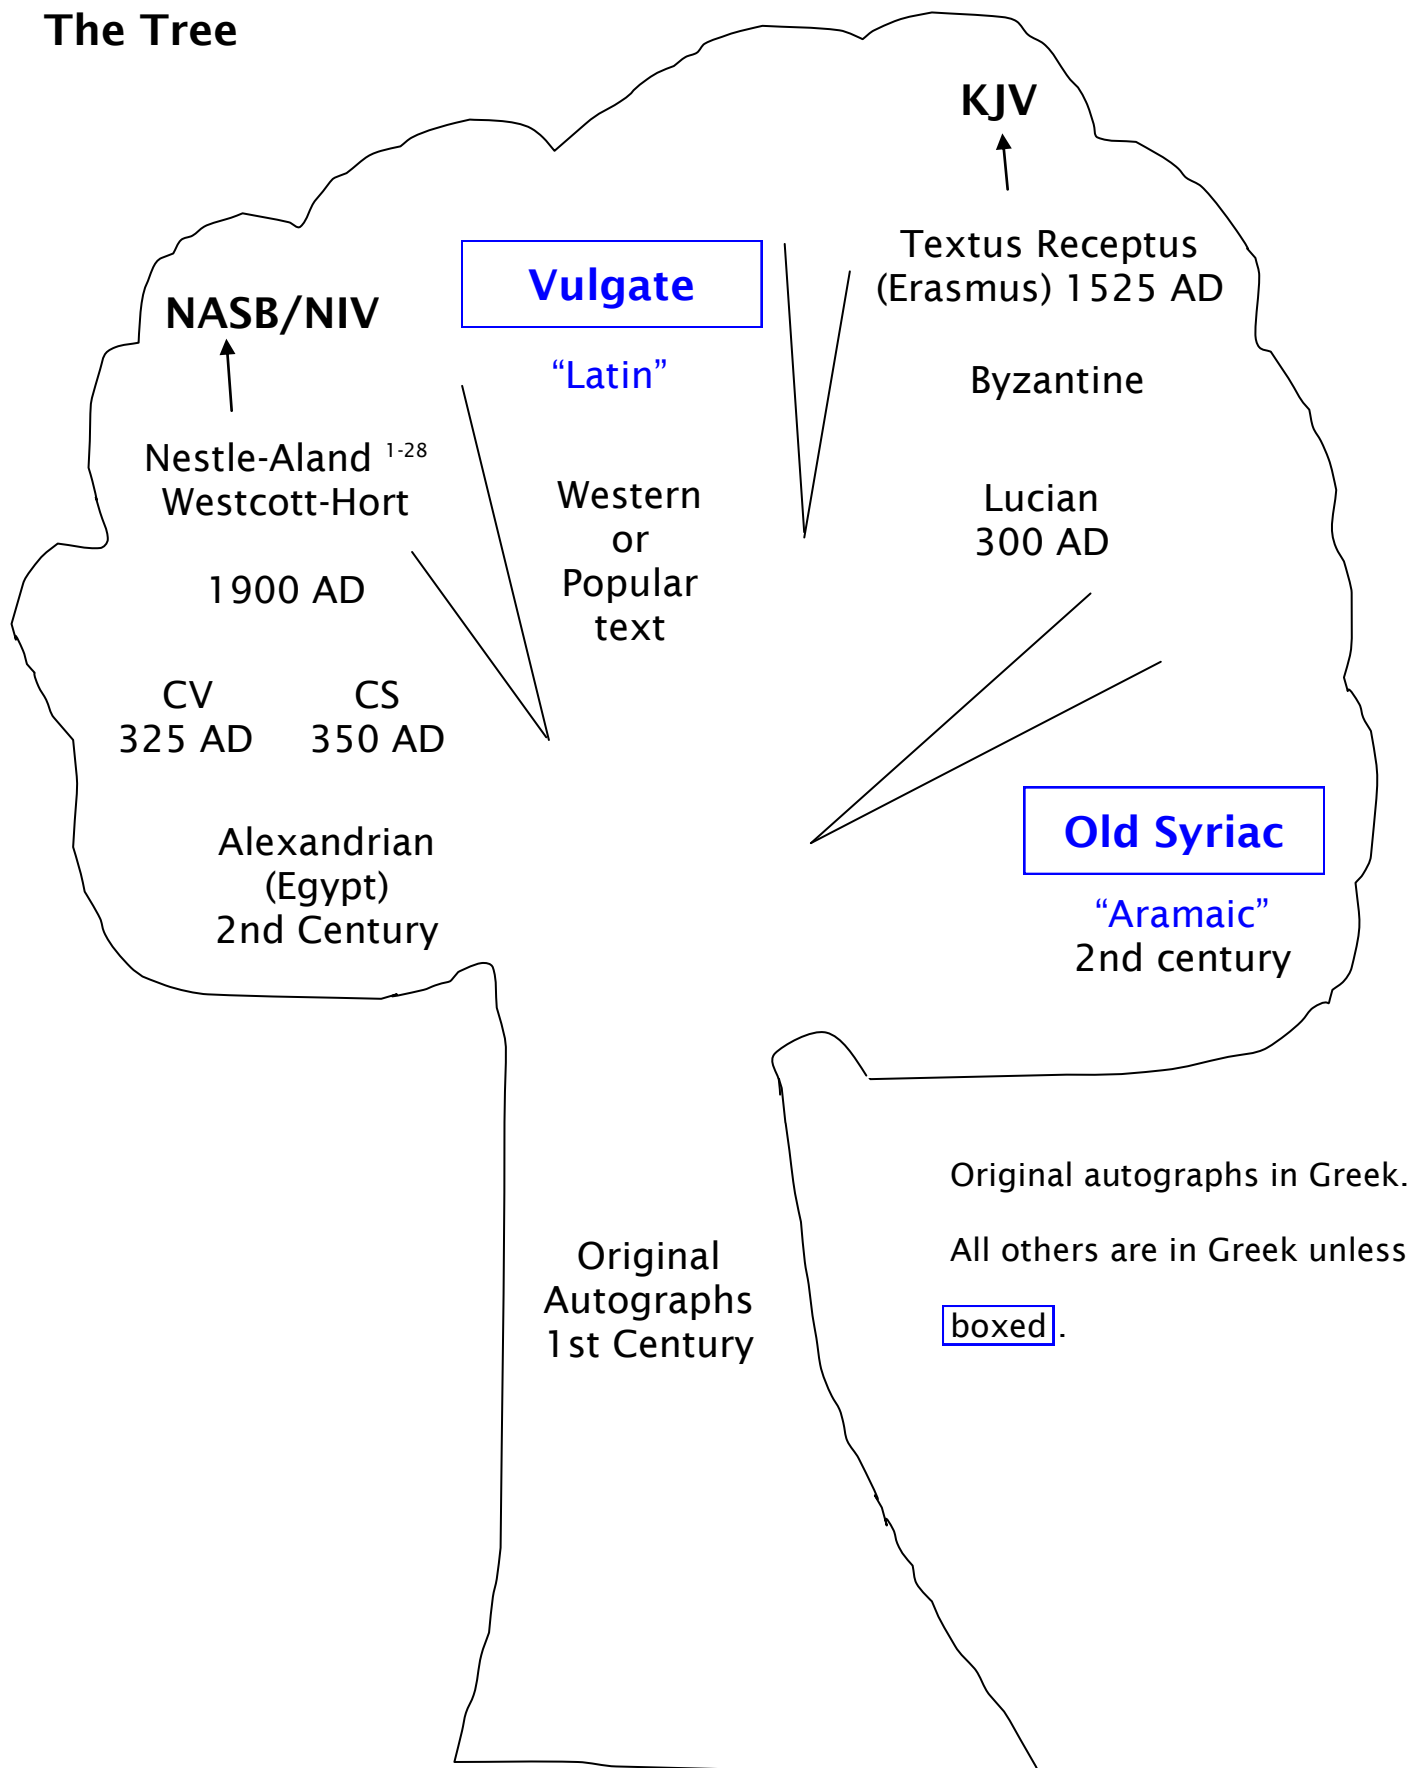 The Tree
KJV
Textus Receptus
(Erasmus) 1525 AD
Byzantine
Lucian
300 AD
Vulgate
“Latin”
Western
or
Popular
text
NASB/NIV
Nestle-Aland 1-28
Westcott-Hort
1900 AD
CV CS
325 AD 350 AD
Alexandrian
(Egypt)
2nd Century
Old Syriac
“Aramaic”
2nd century
Original
Autographs
1st Century
Original autographs in Greek.
All others are in Greek unless
boxed.